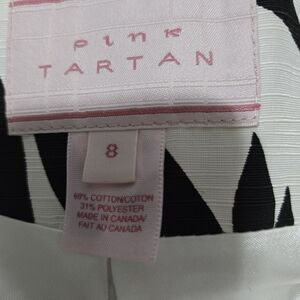 pink
TARTAN
8
69% COTTON/COTON
31% POLYESTER
MADE IN CANADA/
FAIT AU CANADA